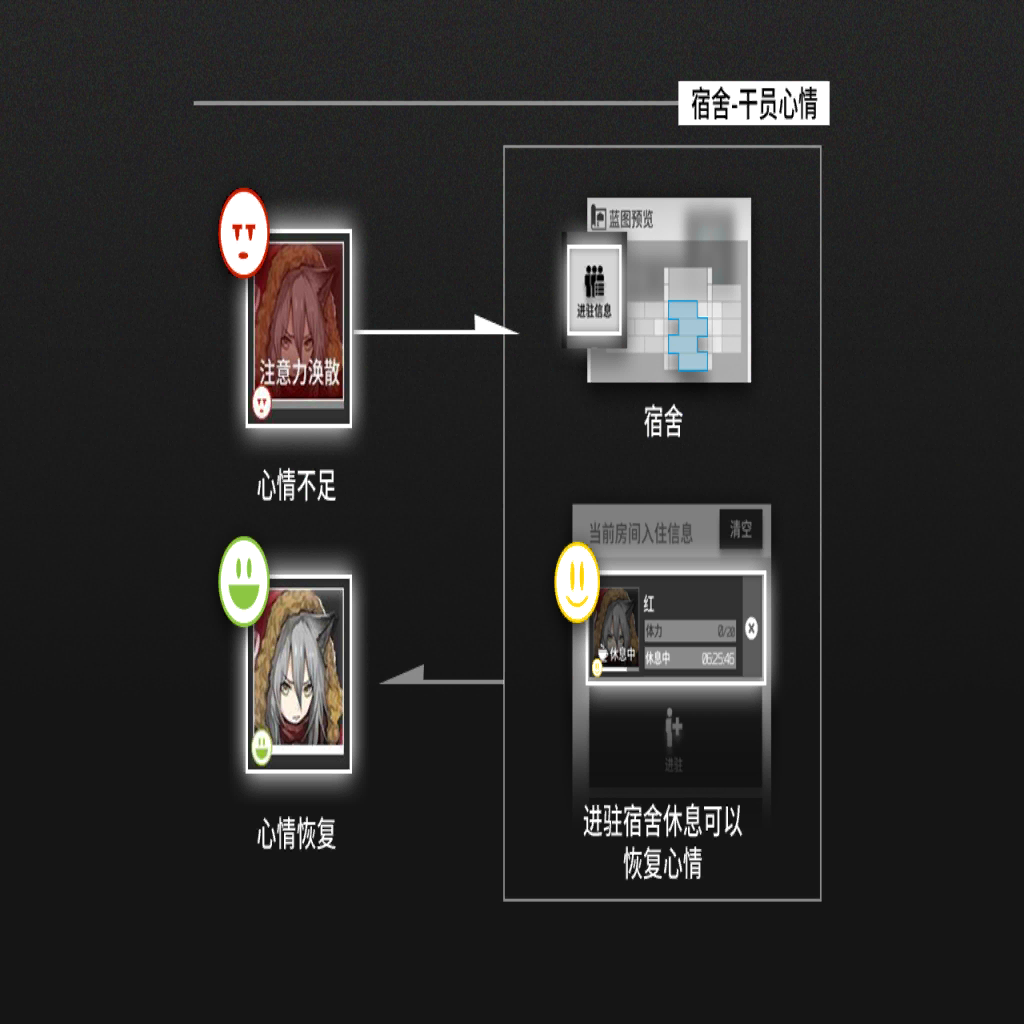 宿舍-干员心情
蓝图预览
进驻信息
注意力涣散
宿舍
心情不足
当前房间入住信息
清空
红
体力 0/20
休息中
休息中 06:25:46
进驻
心情恢复
进驻宿舍休息可以
恢复心情